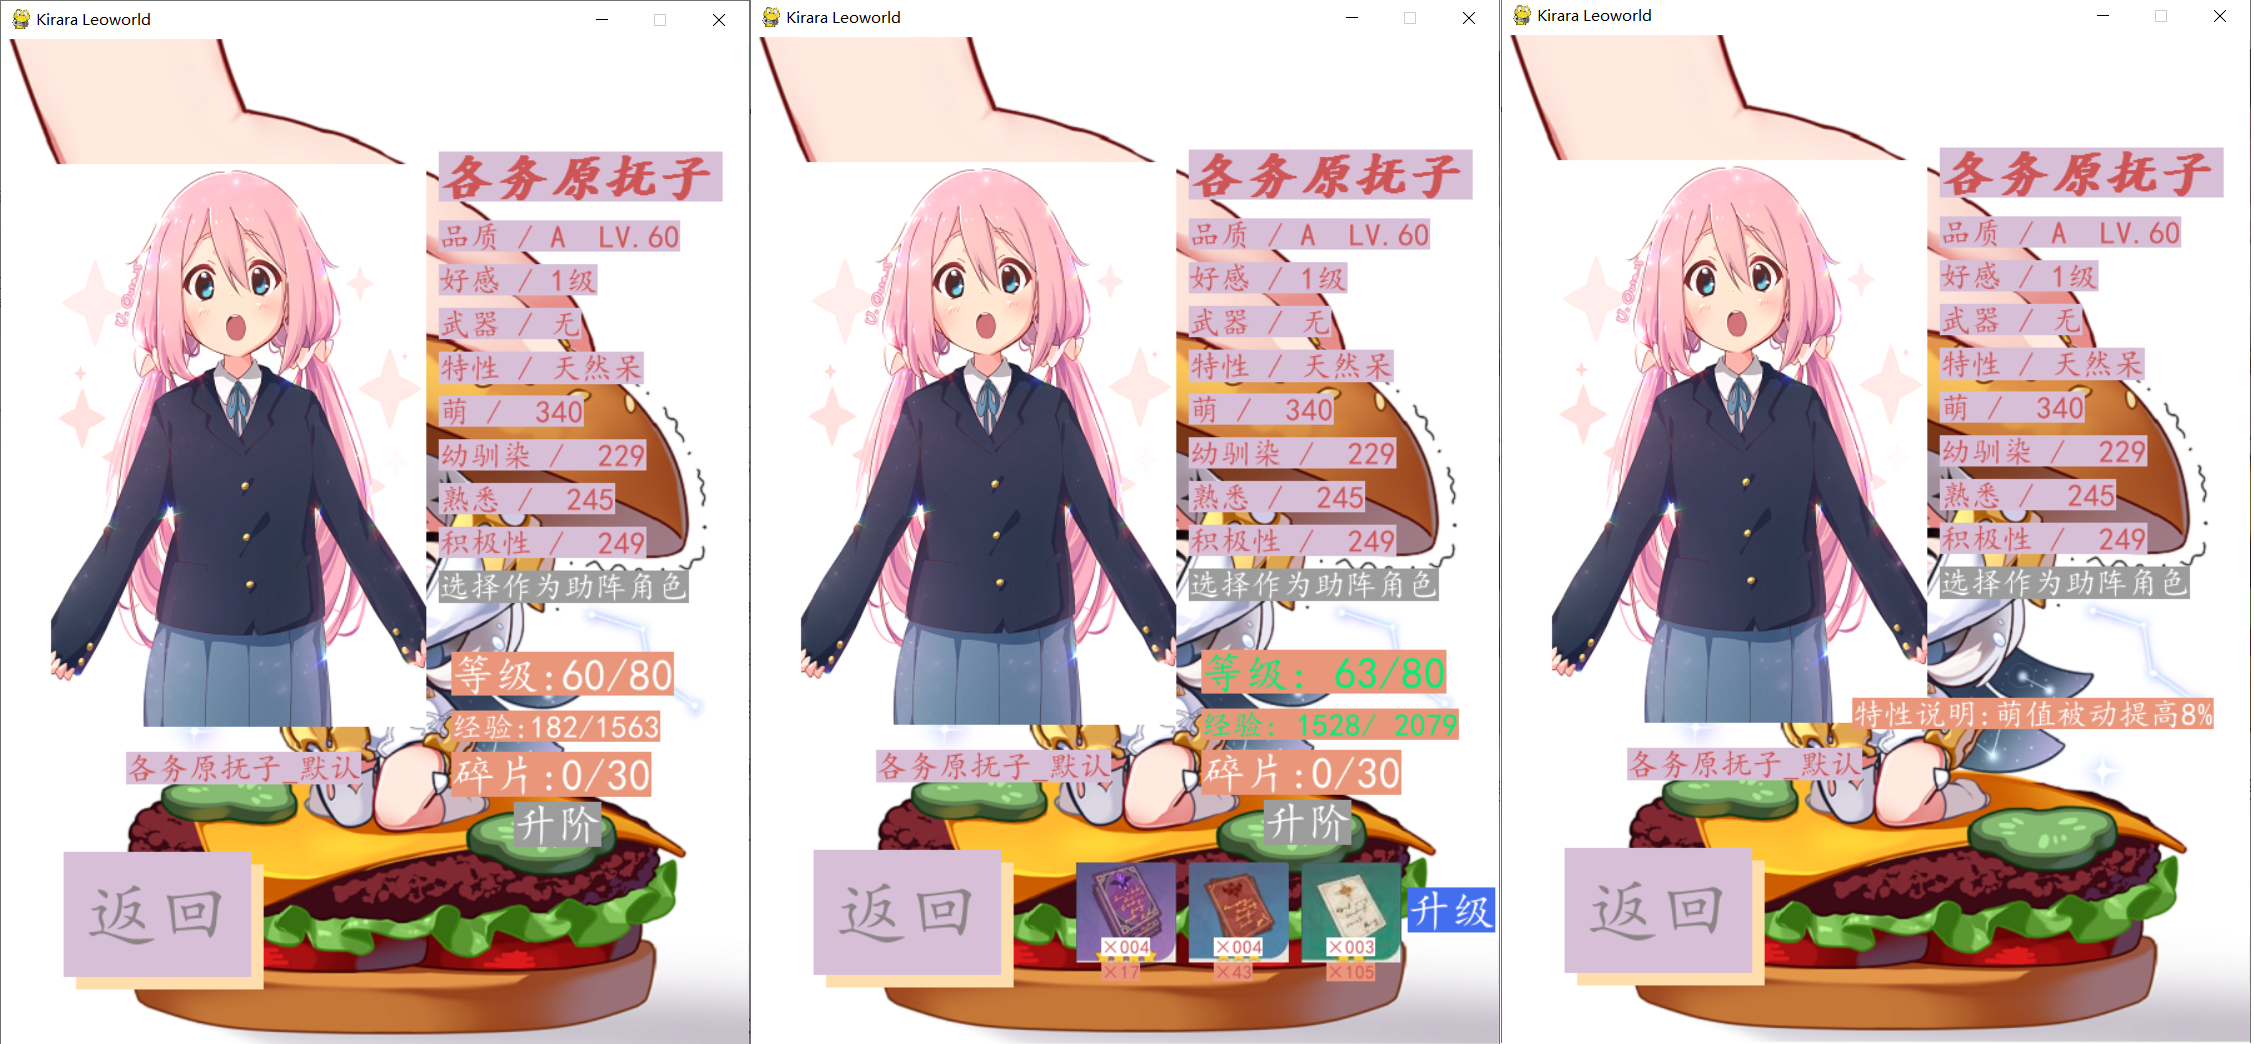 Kirara Leoworld
各务原抚子
品质 / A LV.60
好感 / 1级
武器 / 无
特性 / 天然呆
萌 / 340
幼驯染 / 229
熟悉 / 245
积极性 / 249
选择作为助阵角色
等级:60/80
经验:182/1563
各务原抚子_默认
碎片:0/30
升阶
返回
Kirara Leoworld
各务原抚子
品质 / A LV.60
好感 / 1级
武器 / 无
特性 / 天然呆
萌 / 340
幼驯染 / 229
熟悉 / 245
积极性 / 249
选择作为助阵角色
等级: 63/80
经验: 1528/ 2079
各务原抚子_默认
碎片:0/30
升阶
返回
×004 ×004 ×003
×17 ×43 ×105
升级
Kirara Leoworld
各务原抚子
品质 / A LV.60
好感 / 1级
武器 / 无
特性 / 天然呆
萌 / 340
幼驯染 / 229
熟悉 / 245
积极性 / 249
选择作为助阵角色
特性说明:萌值被动提高8%
各务原抚子_默认
返回